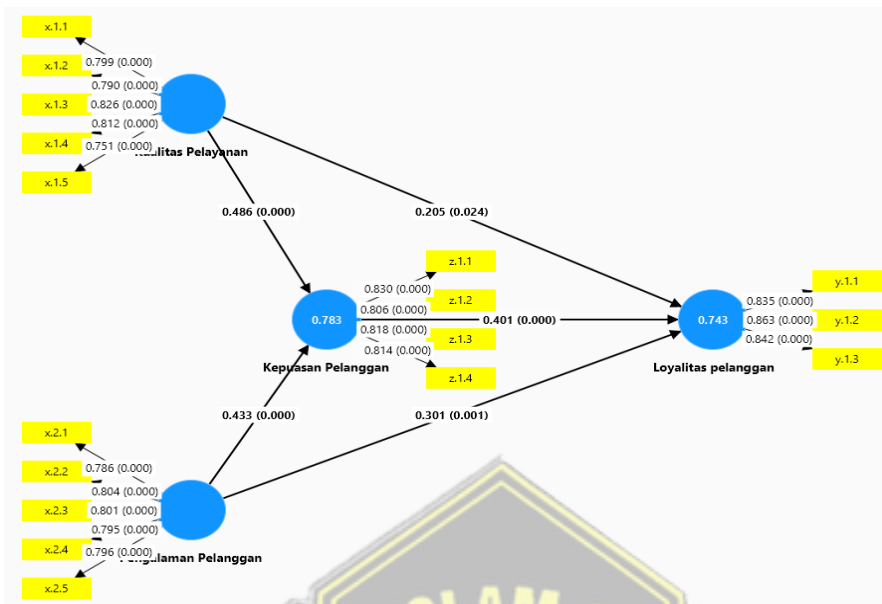 x.1.1
0.799 (0.000)
x.1.2
0.790 (0.000)
x.1.3
0.826 (0.000)
0.812 (0.000)
x.1.4
0.751 (0.000)
Kualitas Pelayanan
x.1.5
0.486 (0.000)
0.205 (0.024)
z.1.1
0.830 (0.000)
z.1.2
0.806 (0.000)
0.783
0.401 (0.000)
0.818 (0.000)
z.1.3
0.814 (0.000)
Kepuasan Pelanggan
z.1.4
y.1.1
0.835 (0.000)
0.743
0.863 (0.000)
y.1.2
0.842 (0.000)
y.1.3
Loyalitas pelanggan
0.433 (0.000)
0.301 (0.001)
x.2.1
0.786 (0.000)
x.2.2
0.804 (0.000)
x.2.3
0.801 (0.000)
0.795 (0.000)
x.2.4
0.796 (0.000)
Pengalaman Pelanggan
x.2.5